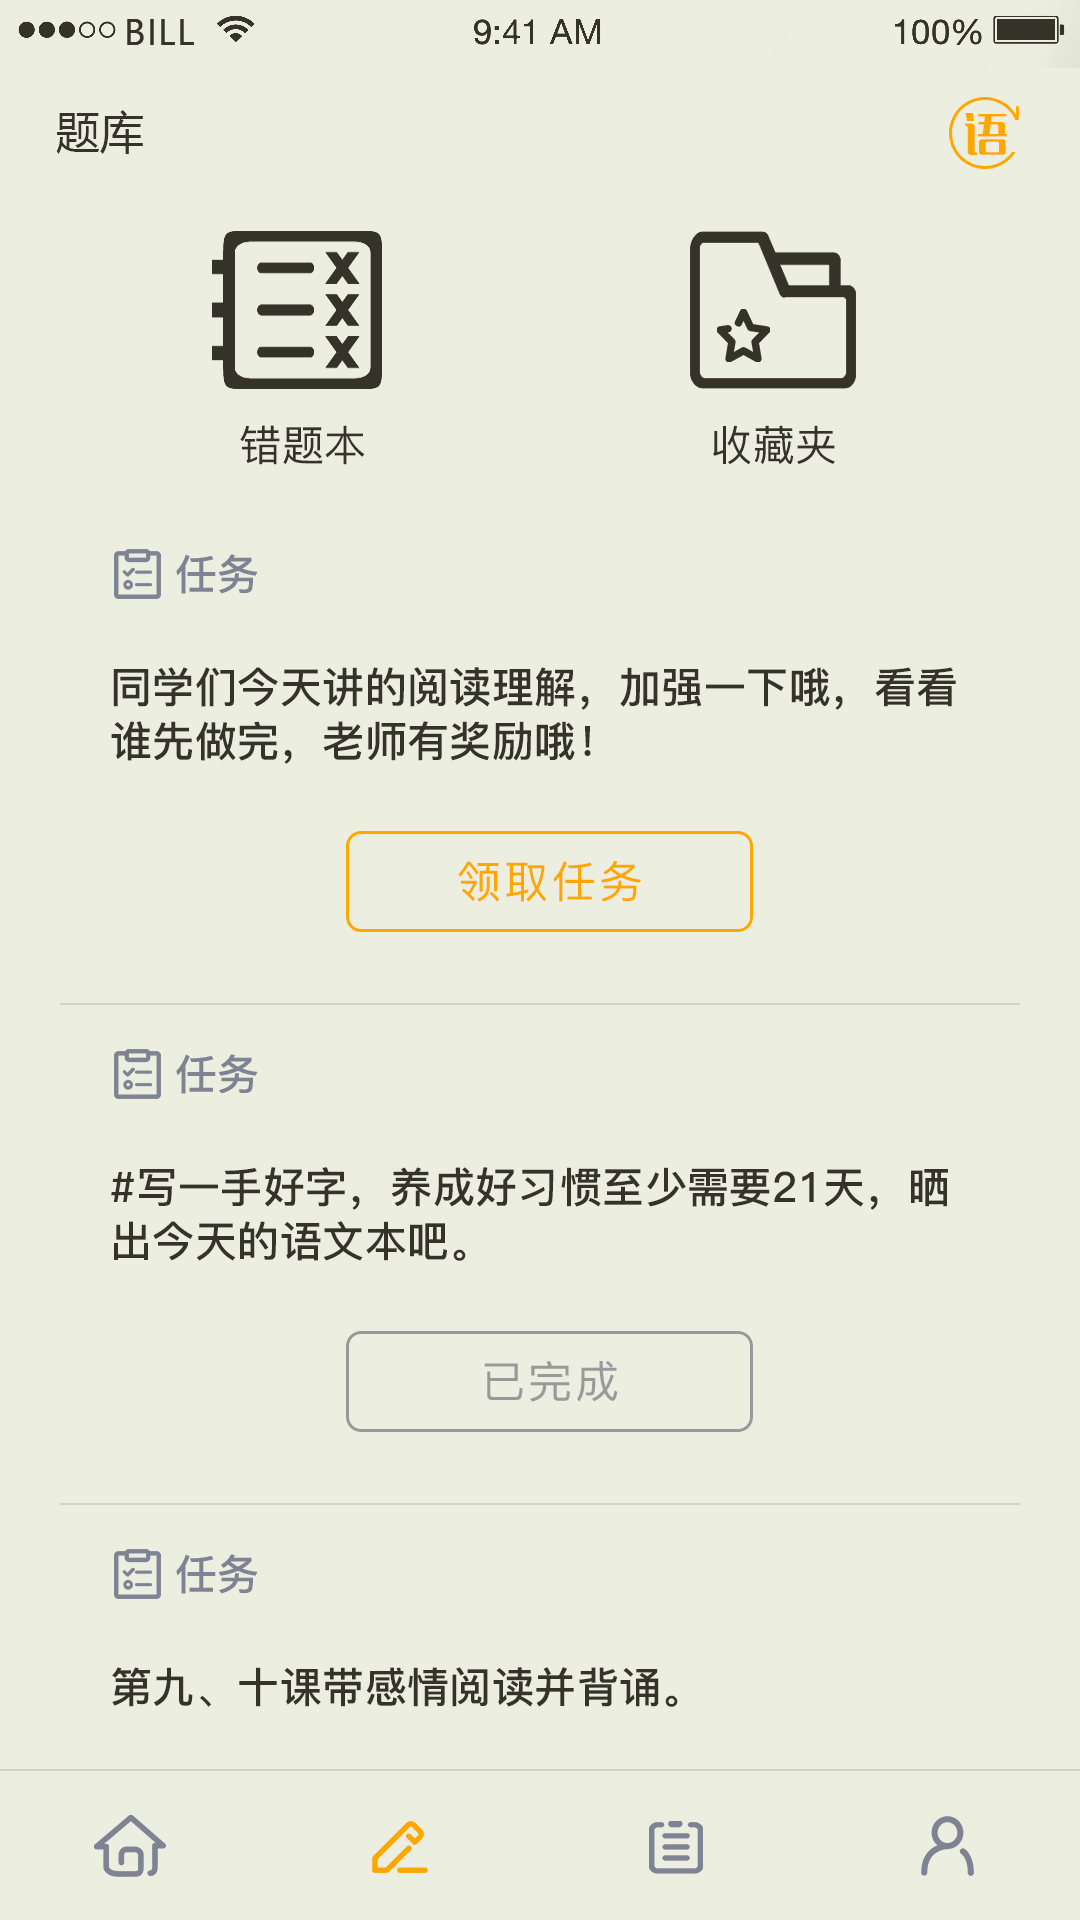 BILL 9:41 AM 100%
题库 语
错题本 收藏夹
任务
同学们今天讲的阅读理解，加强一下哦，看看
谁先做完，老师有奖励哦！
领取任务
任务
#写一手好字，养成好习惯至少需要21天，晒
出今天的语文本吧。
已完成
任务
第九、十课带感情阅读并背诵。